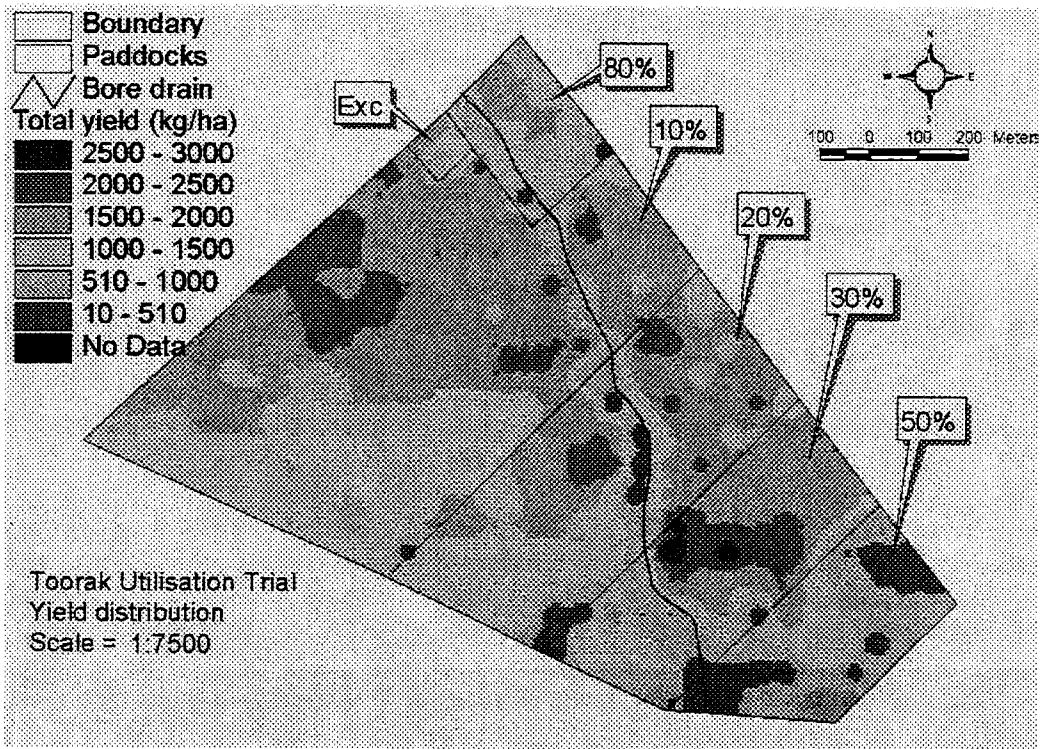 Boundary
Paddocks
Bore drain
Total yield (kg/ha)
2500 - 3000
2000 - 2500
1500 - 2000
1000 - 1500
510 - 1000
10 - 510
No Data
Exc
80%
10%
20%
30%
50%
N
W
E
100 0 100 200 Meters
Toorak Utilisation Trial
Yield distribution
Scale = 1:7500